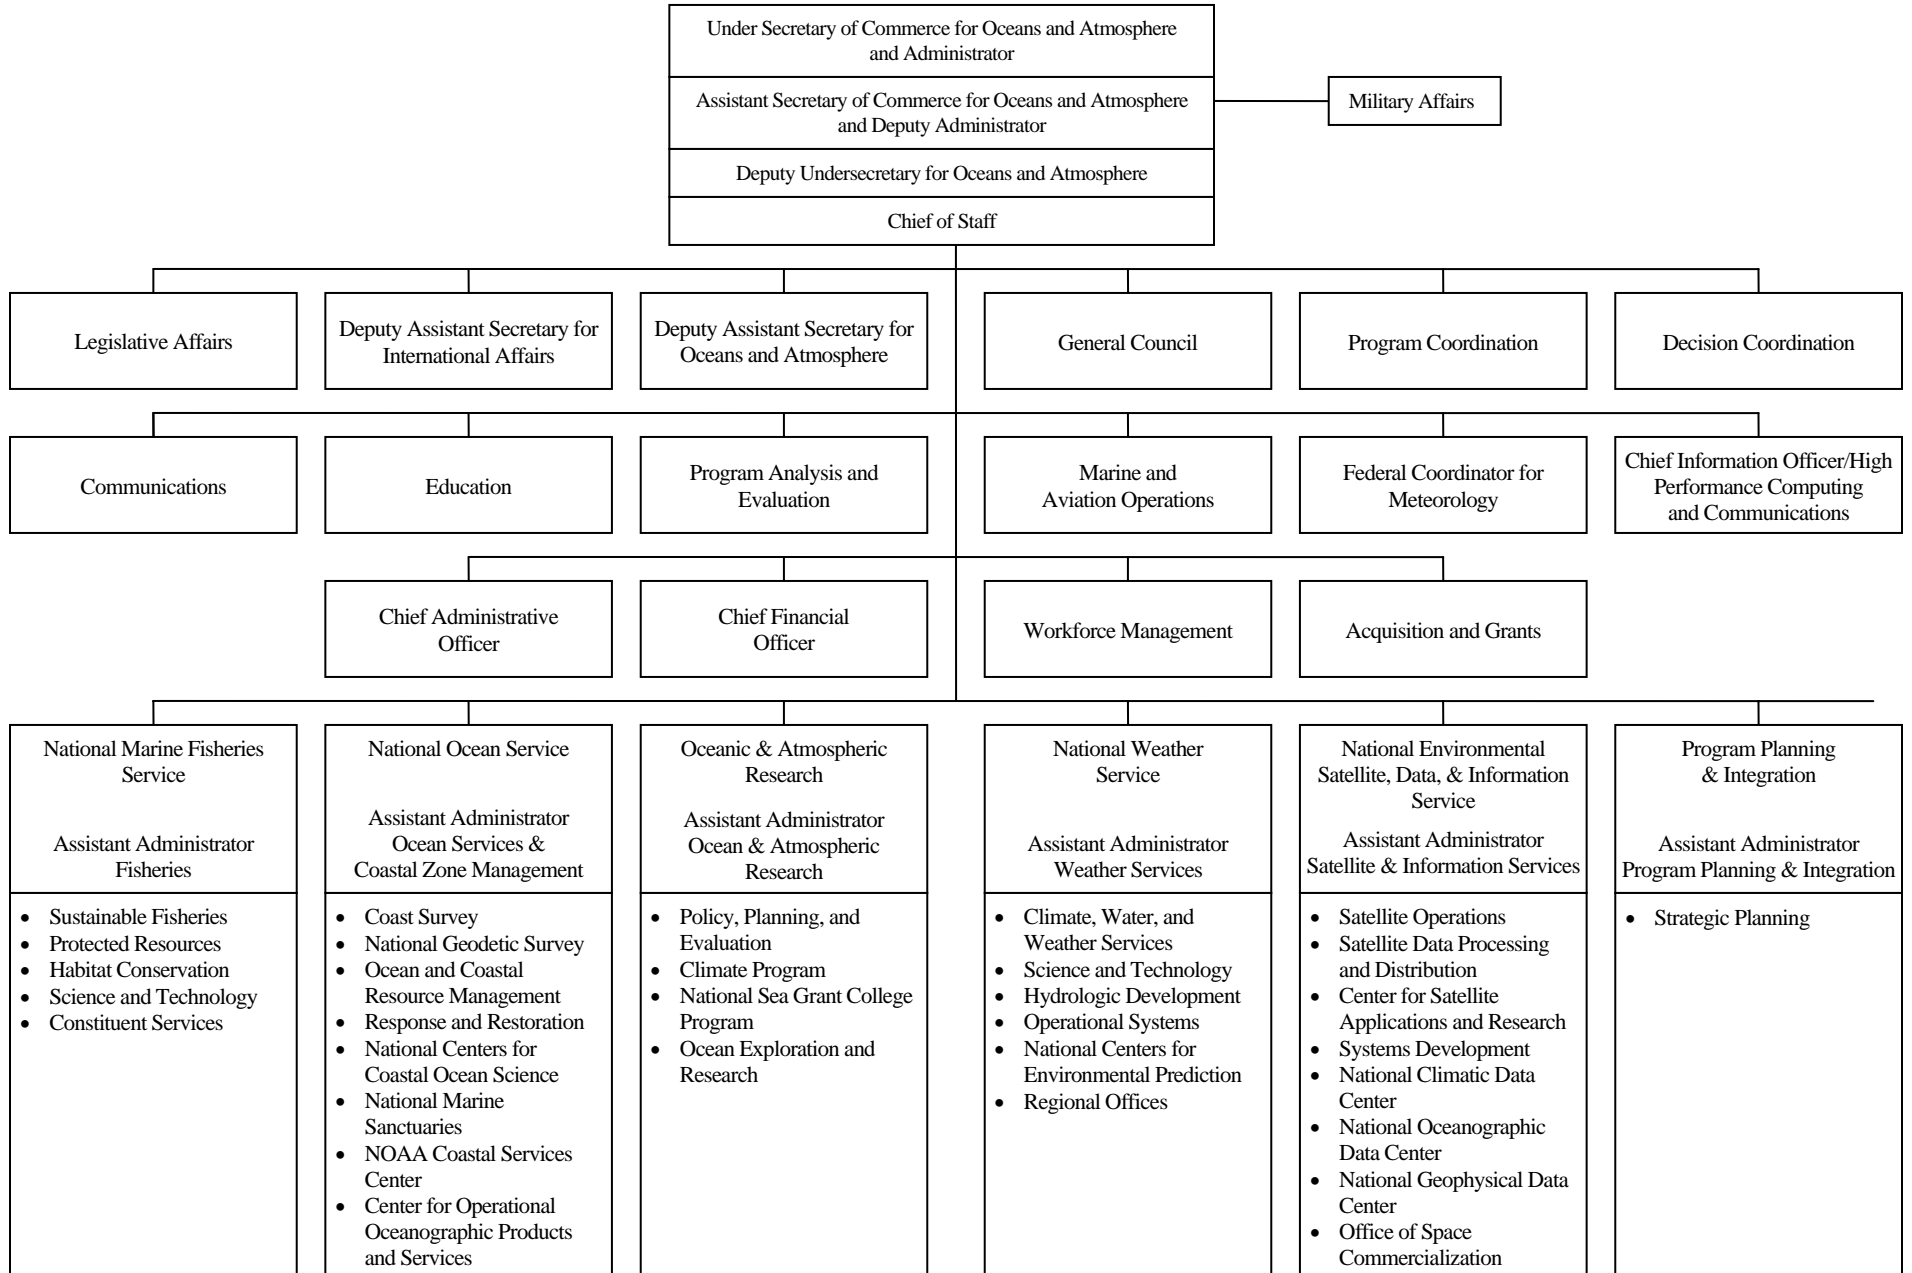 Under Secretary of Commerce for Oceans and Atmosphere
and Administrator
Assistant Secretary of Commerce for Oceans and Atmosphere
and Deputy Administrator
Military Affairs
Deputy Undersecretary for Oceans and Atmosphere
Chief of Staff
Legislative Affairs
Deputy Assistant Secretary for
International Affairs
Deputy Assistant Secretary for
Oceans and Atmosphere
General Council
Program Coordination
Decision Coordination
Communications
Education
Program Analysis and
Evaluation
Marine and
Aviation Operations
Federal Coordinator for
Meteorology
Chief Information Officer/High
Performance Computing
and Communications
Chief Administrative
Officer
Chief Financial
Officer
Workforce Management
Acquisition and Grants
National Marine Fisheries
Service
Assistant Administrator
Fisheries
• Sustainable Fisheries
• Protected Resources
• Habitat Conservation
• Science and Technology
• Constituent Services
National Ocean Service
Assistant Administrator
Ocean Services &
Coastal Zone Management
• Coast Survey
• National Geodetic Survey
• Ocean and Coastal
Resource Management
• Response and Restoration
• National Centers for
Coastal Ocean Science
• National Marine
Sanctuaries
• NOAA Coastal Services
Center
• Center for Operational
Oceanographic Products
and Services
Oceanic & Atmospheric
Research
Assistant Administrator
Ocean & Atmospheric
Research
• Policy, Planning, and
Evaluation
• Climate Program
• National Sea Grant College
Program
• Ocean Exploration and
Research
National Weather
Service
Assistant Administrator
Weather Services
• Climate, Water, and
Weather Services
• Science and Technology
• Hydrologic Development
• Operational Systems
• National Centers for
Environmental Prediction
• Regional Offices
National Environmental
Satellite, Data, & Information
Service
Assistant Administrator
Satellite & Information Services
• Satellite Operations
• Satellite Data Processing
and Distribution
• Center for Satellite
Applications and Research
• Systems Development
• National Climatic Data
Center
• National Oceanographic
Data Center
• National Geophysical Data
Center
• Office of Space
Commercialization
Program Planning
& Integration
Assistant Administrator
Program Planning & Integration
• Strategic Planning